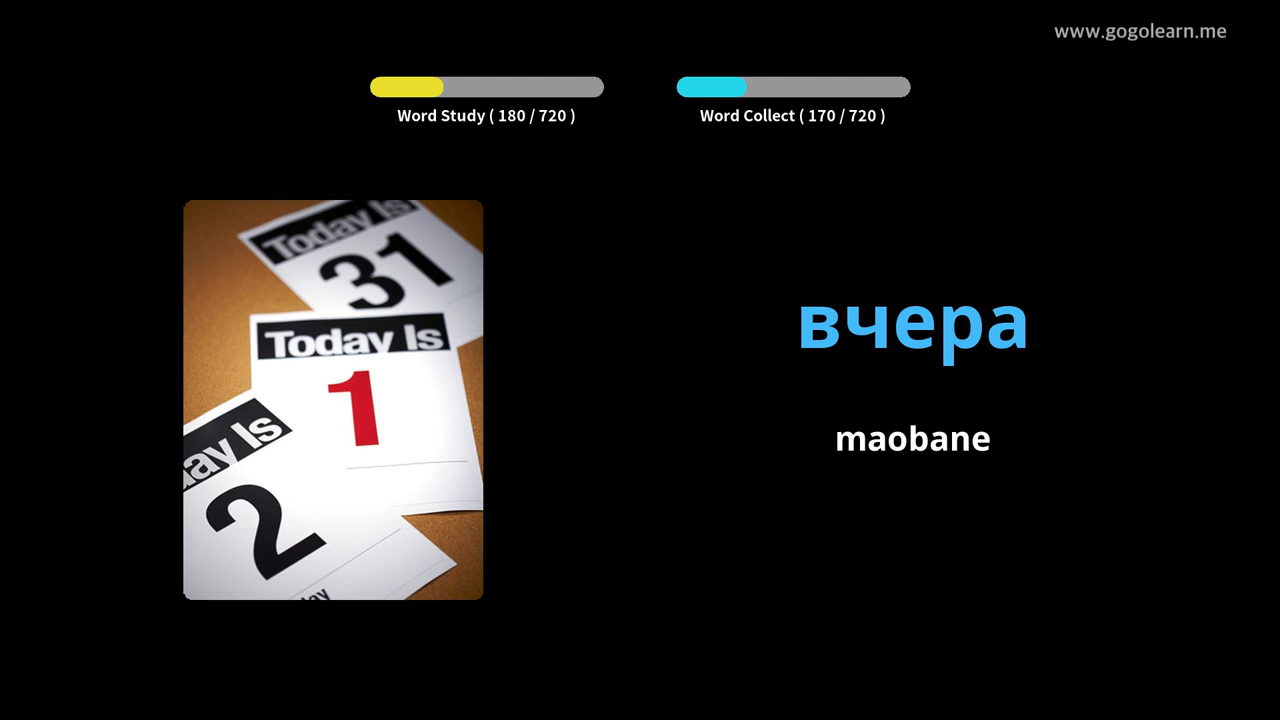 www.gogolearn.me
Word Study ( 180 / 720 )
Word Collect ( 170 / 720 )
Today Is
31
Today Is
1
ay Is
2
ay
вчера
maobane